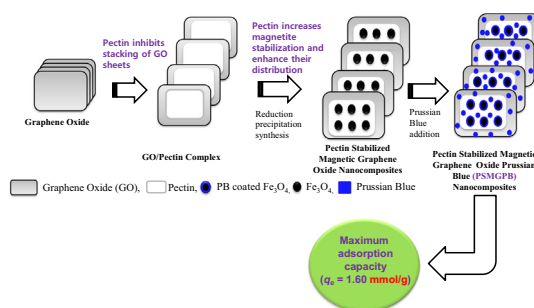 Pectin inhibits
stacking of GO
sheets
Pectin increases
magnetite
stabilization and
enhance their
distribution
Graphene Oxide
Reduction
precipitation
synthesis
Prussian
Blue
addition
GO/Pectin Complex
Pectin Stabilized
Magnetic Graphene
Oxide Nanocomposites
Pectin Stabilized Magnetic
Graphene Oxide Prussian
Blue (PSMGPB)
Nanocomposites
Graphene Oxide (GO), Pectin, PB coated Fe3O4, Fe3O4, Prussian Blue
Maximum
adsorption
capacity
(qe = 1.60 mmol/g)